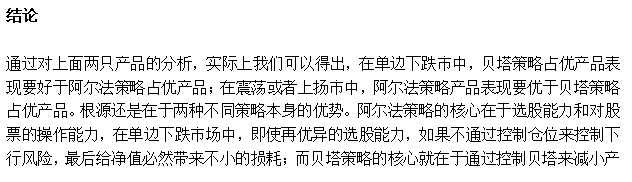 结论
通过对上面两只产品的分析，实际上我们可以得出，在单边下跌市中，贝塔策略占优产品表
现要好于阿尔法策略占优产品；在震荡或者上扬市中，阿尔法策略产品表现要优于贝塔策略
占优产品。根源还是在于两种不同策略本身的优势。阿尔法策略的核心在于选股能力和对股
票的操作能力，在单边下跌市场中，即使再优异的选股能力，如果不通过控制仓位来控制下
行风险，最后给净值必然带来不小的损耗；而贝塔策略的核心就在于通过控制贝塔来减小产